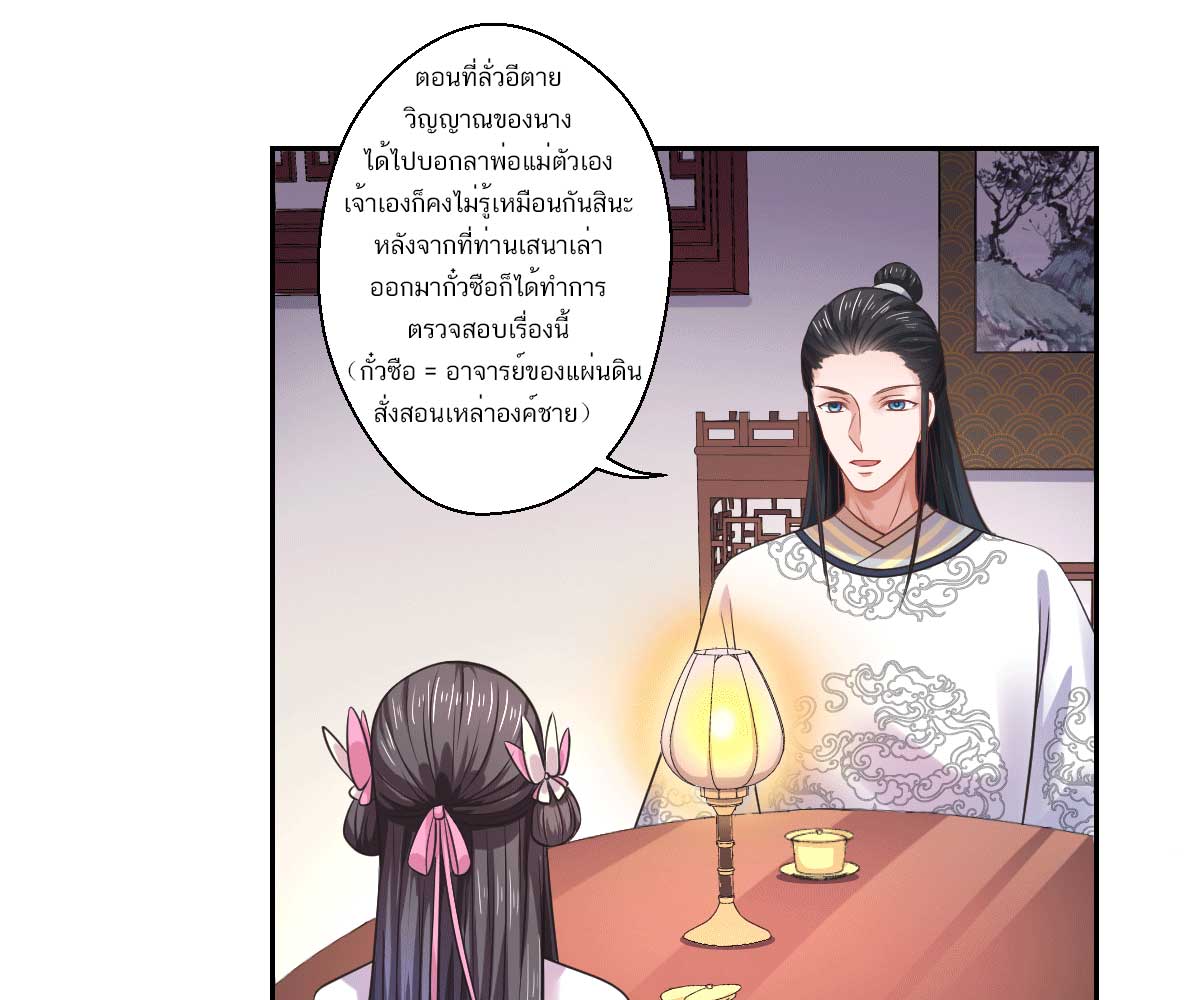 ตอนที่ลั่วอีตาย
วิญญาณของนาง
ได้ไปบอกลาพ่อแม่ตัวเอง
เจ้าเองก็คงไม่รู้เหมือนกันสินะ
หลังจากที่ท่านเสนาเล่า
ออกมากั๋วซือก็ได้ทำการ
ตรวจสอบเรื่องนี้
(กั๋วซือ = อาจารย์ของแผ่นดิน
สั่งสอนเหล่าองค์ชาย)